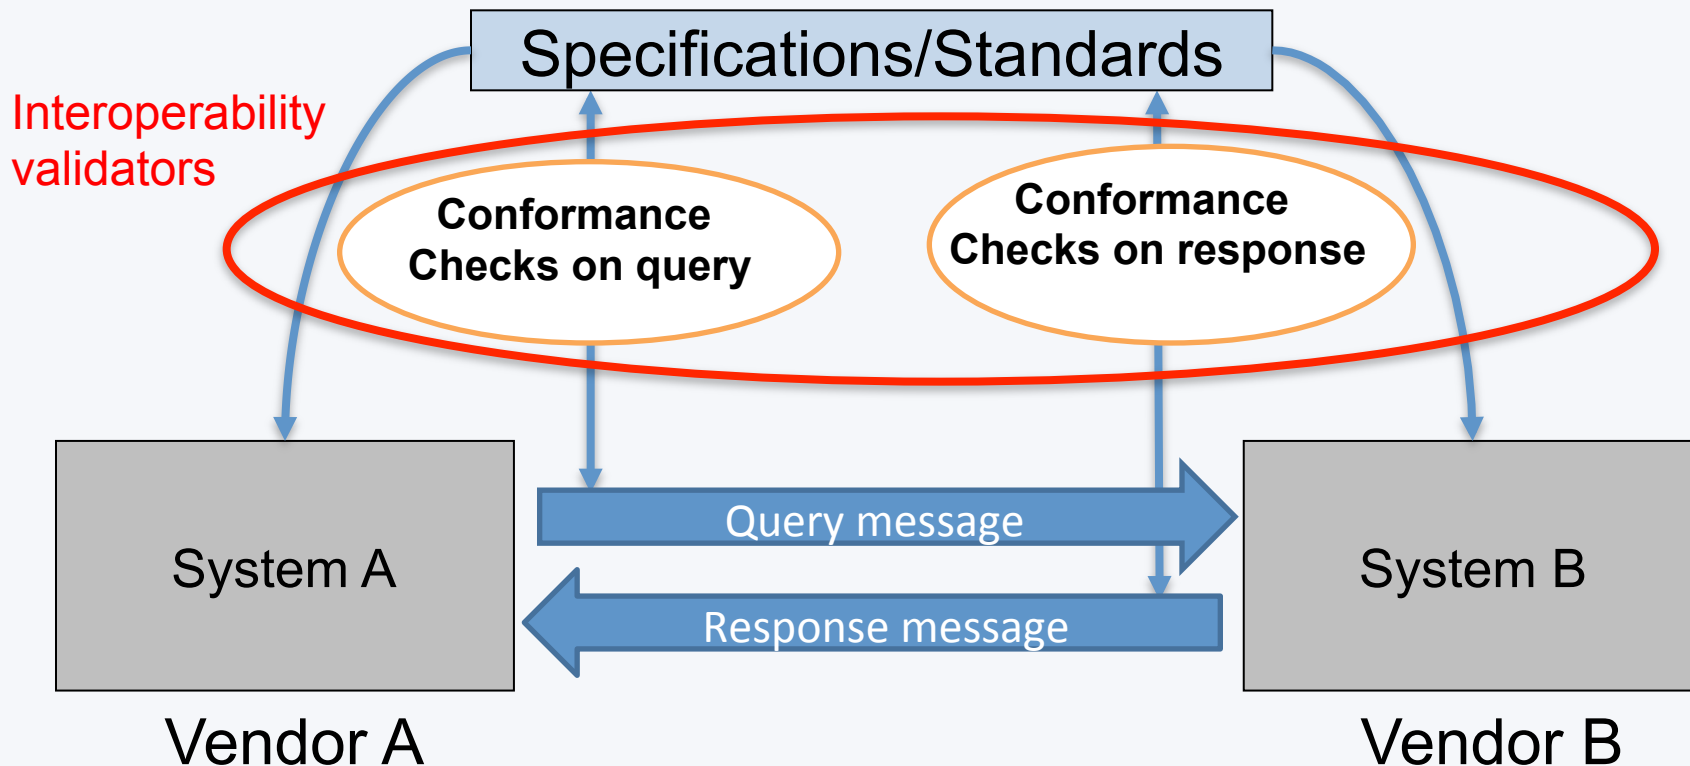 Specifications/Standards
Interoperability
validators
Conformance
Checks on query
Conformance
Checks on response
Query message
System A
System B
Response message
Vendor A
Vendor B